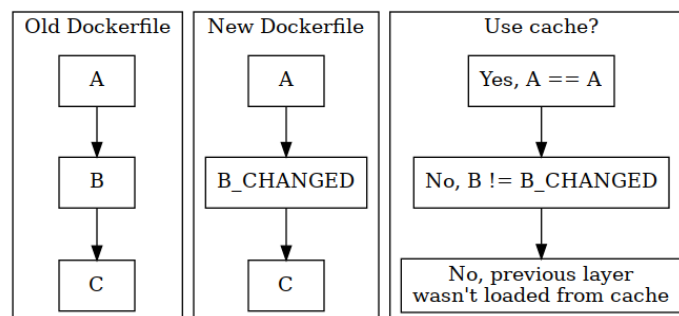 Old Dockerfile
A
B
C
New Dockerfile
A
B_CHANGED
C
Use cache?
Yes, A == A
No, B != B_CHANGED
No, previous layer
wasn't loaded from cache